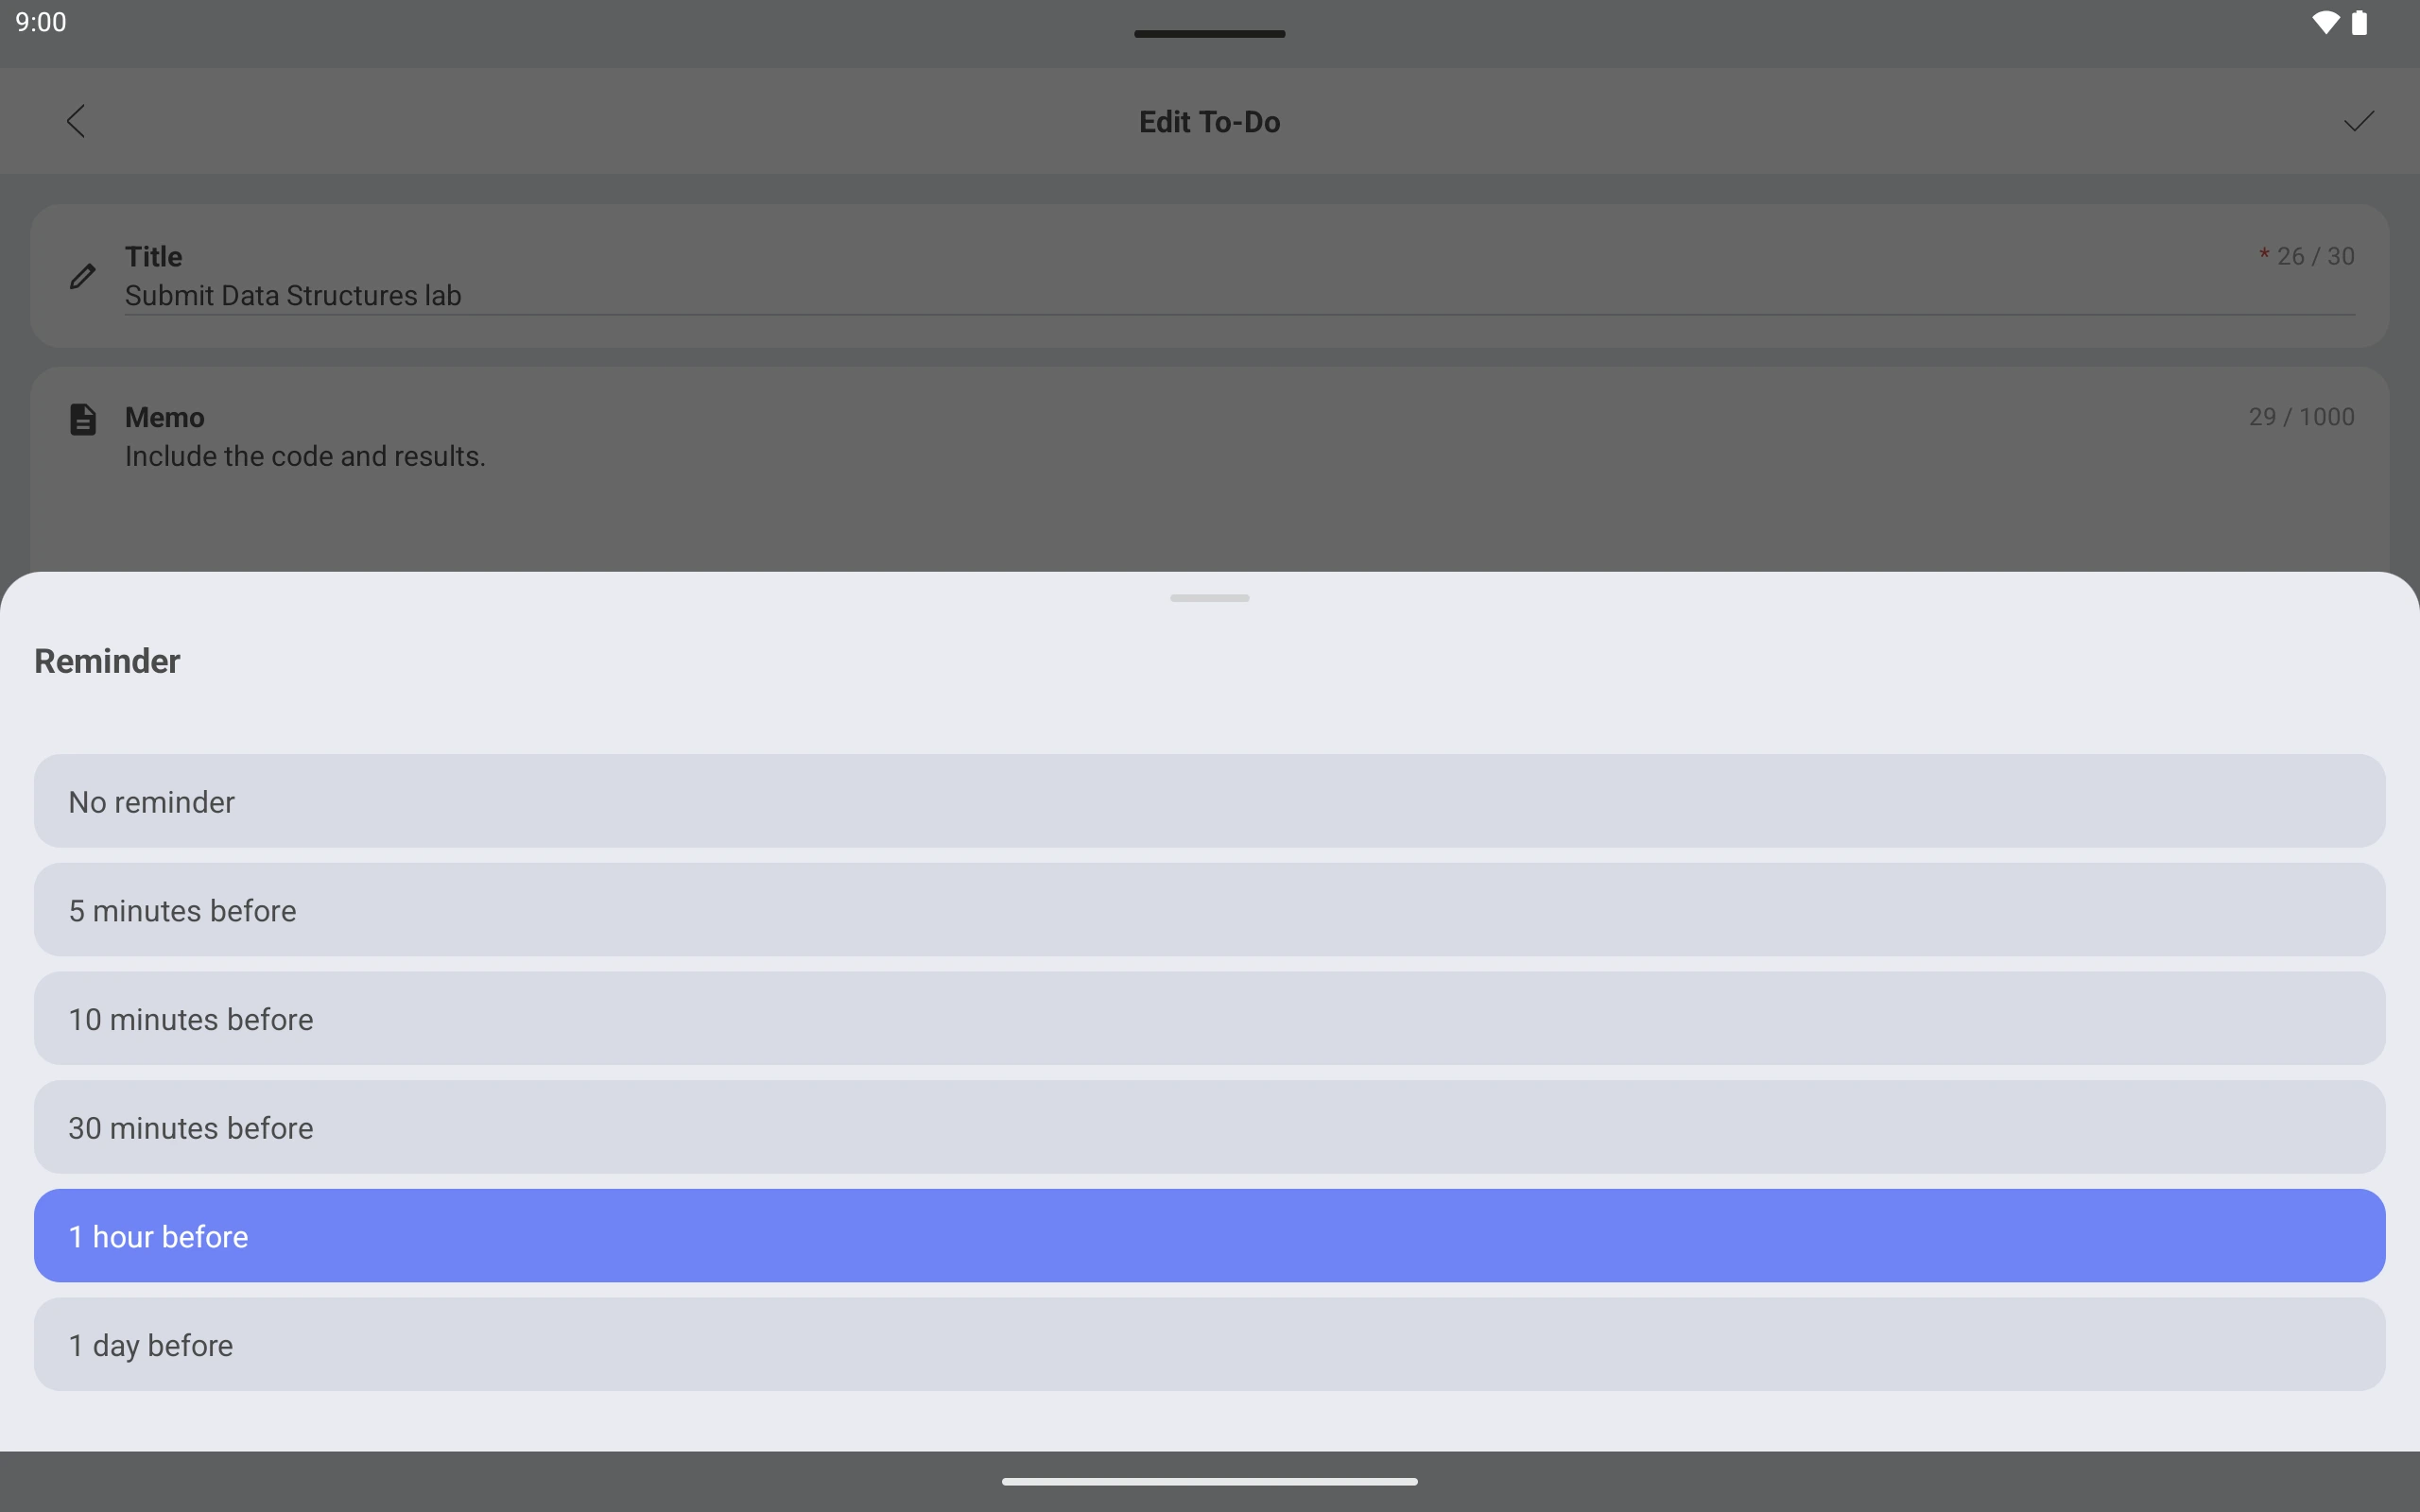 9:00
Edit To-Do
Title
* 26 / 30
Submit Data Structures lab
Memo
29 / 1000
Include the code and results.
Reminder
No reminder
5 minutes before
10 minutes before
30 minutes before
1 hour before
1 day before